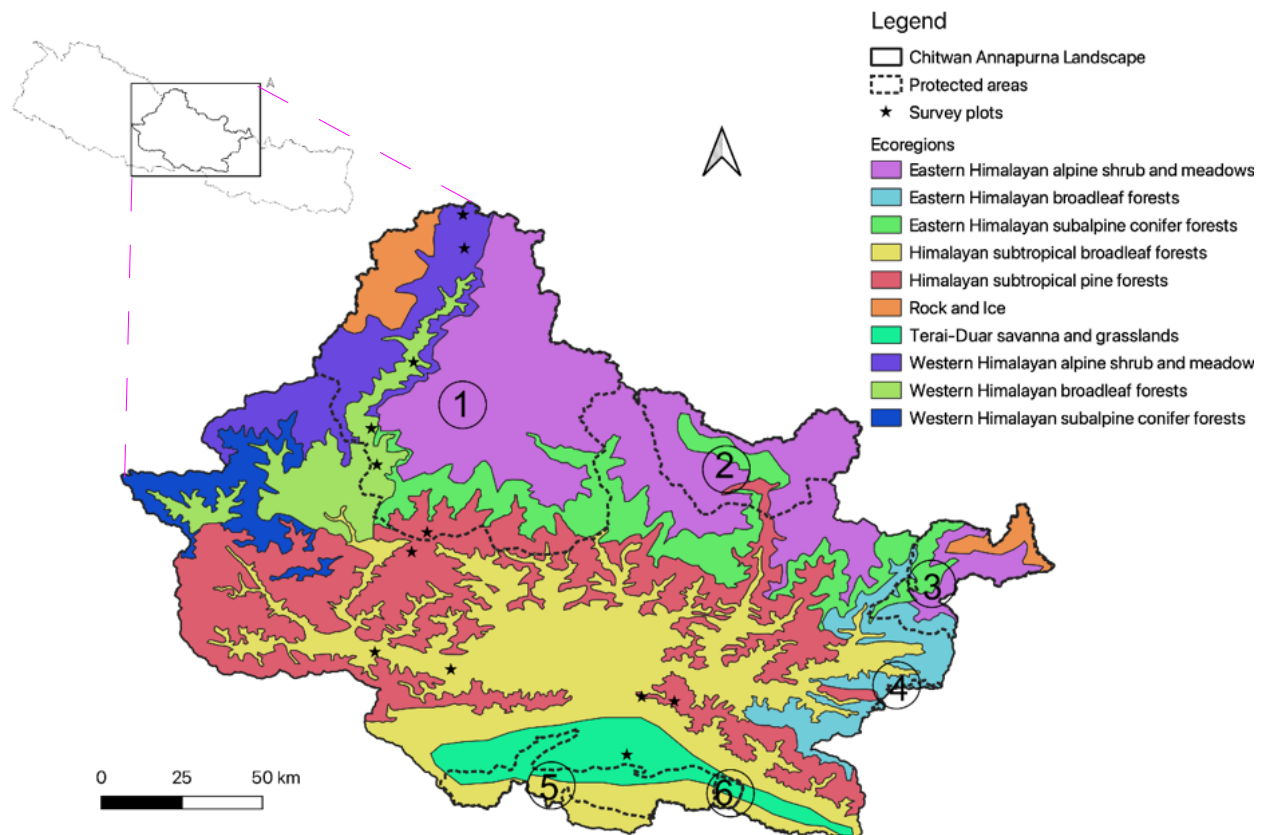 Legend
Chitwan Annapurna Landscape
Protected areas
Survey plots
Ecoregions
Eastern Himalayan alpine shrub and meadows
Eastern Himalayan broadleaf forests
Eastern Himalayan subalpine conifer forests
Himalayan subtropical broadleaf forests
Himalayan subtropical pine forests
Rock and Ice
Terai-Duar savanna and grasslands
Western Himalayan alpine shrub and meadow
Western Himalayan broadleaf forests
Western Himalayan subalpine conifer forests
A
1
2
3
4
5
6
0 25 50 km